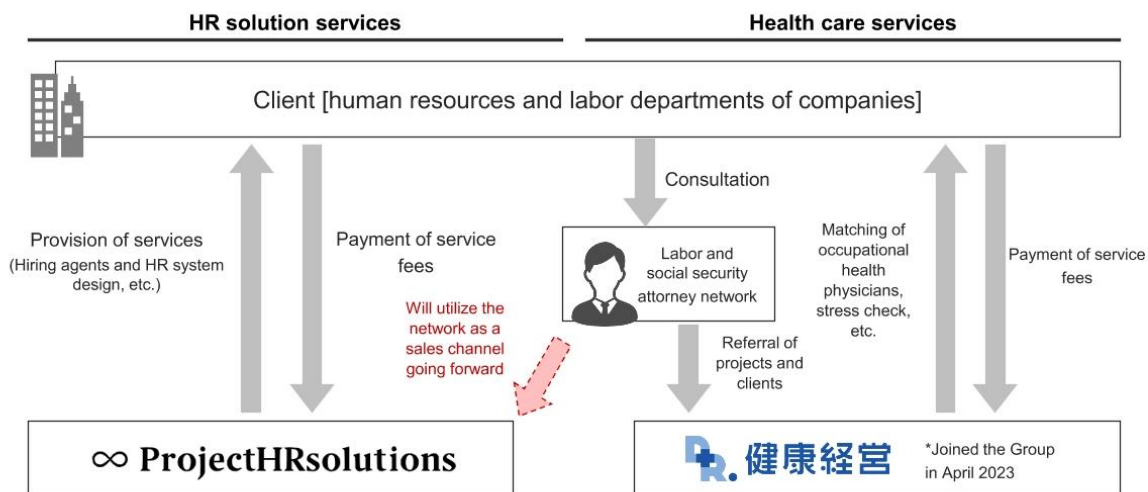 HR solution services
Health care services
Client [human resources and labor departments of companies]
Consultation
Provision of services
(Hiring agents and HR system
design, etc.)
Payment of service
fees
Will utilize the
network as a
sales channel
going forward
Labor and
social security
attorney network
Referral of
projects and
clients
Matching of
occupational
health
physicians,
stress check,
etc.
Payment of service
fees
∞ ProjectHRsolutions
DR.健康経営
*Joined the Group
in April 2023